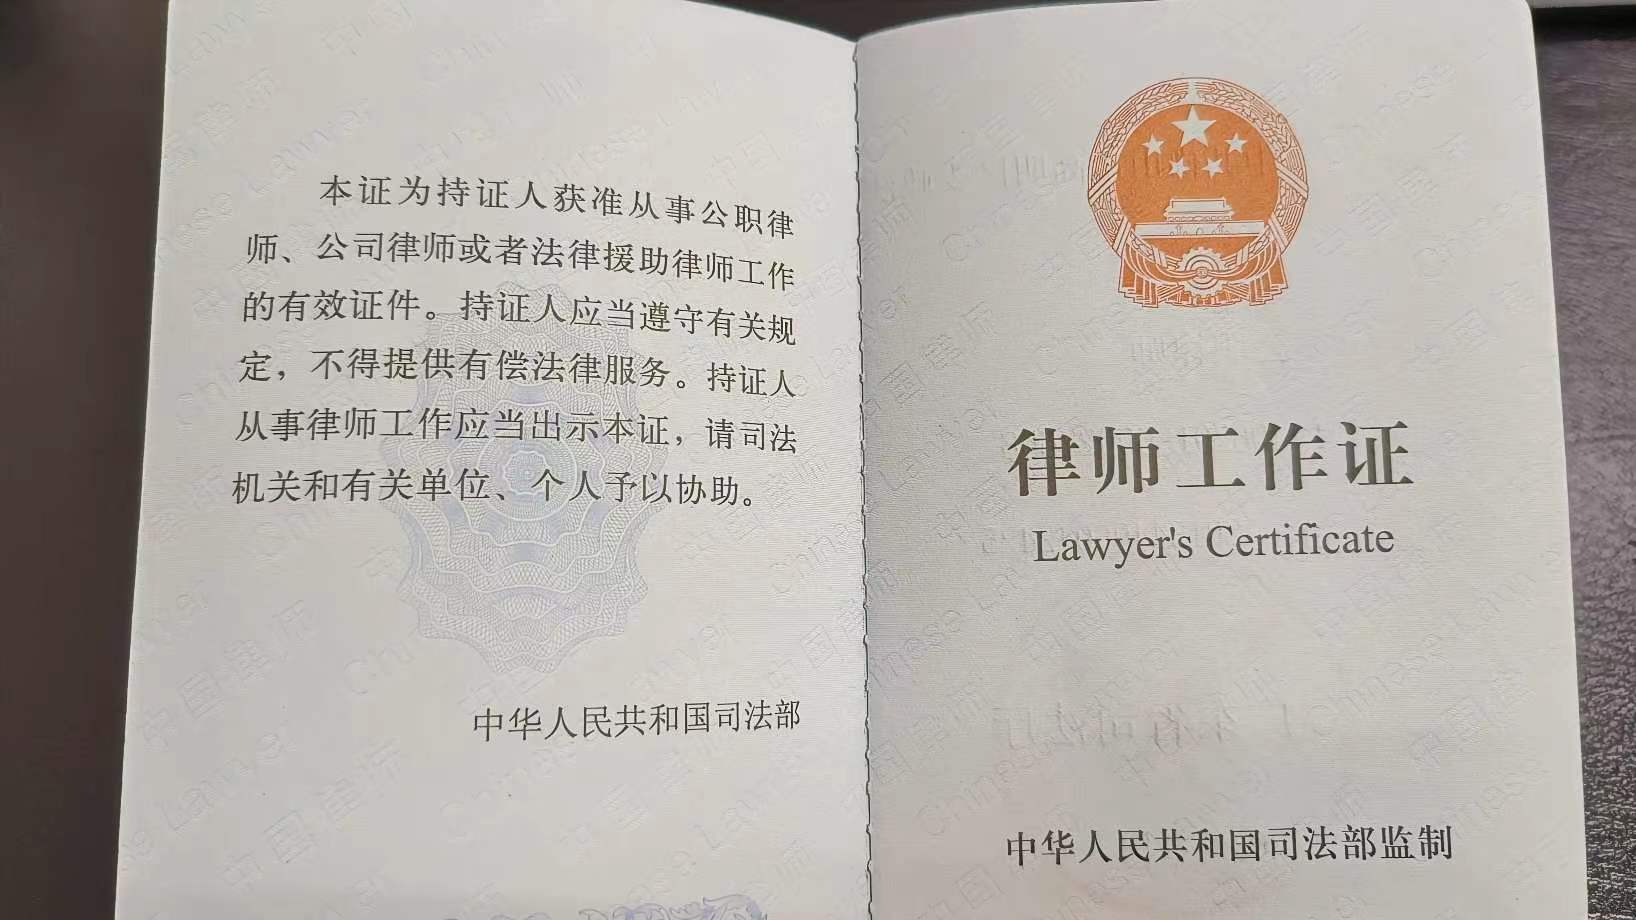 本证为持证人获准从事公职律
师、公司律师或者法律援助律师工作
的有效证件。持证人应当遵守有关规
定，不得提供有偿法律服务。持证人
从事律师工作应当出示本证，请司法
机关和有关单位、个人予以协助。
中华人民共和国司法部
律师工作证
Lawyer's Certificate
中华人民共和国司法部监制